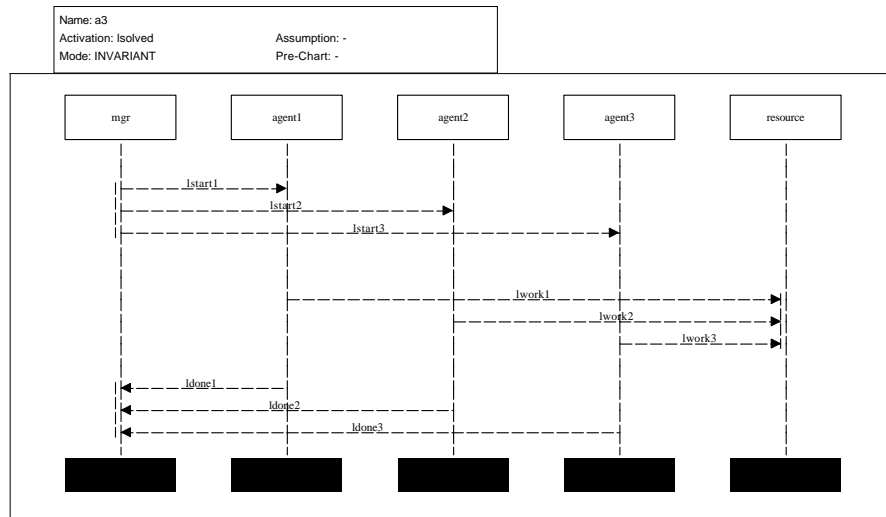 Name: a3
Activation: lsolved Assumption: -
Mode: INVARIANT Pre-Chart: -
mgr agent1 agent2 agent3 resource
lstart1
lstart2
lstart3
lwork1
lwork2
lwork3
ldone1
ldone2
ldone3